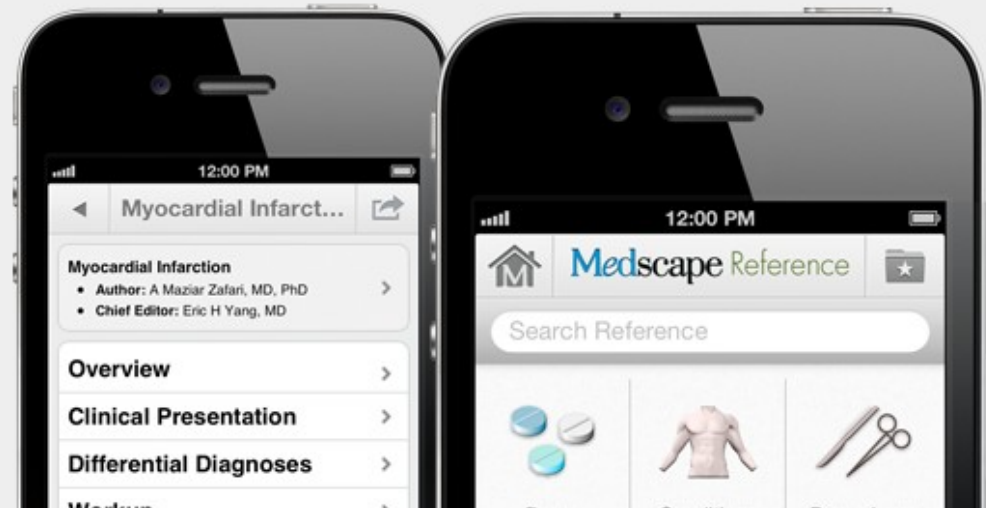 12:00 PM
Myocardial Infarct...
Myocardial Infarction
• Author: A Maziar Zafari, MD, PhD
• Chief Editor: Eric H Yang, MD
Overview
Clinical Presentation
Differential Diagnoses
12:00 PM
Medscape Reference
Search Reference